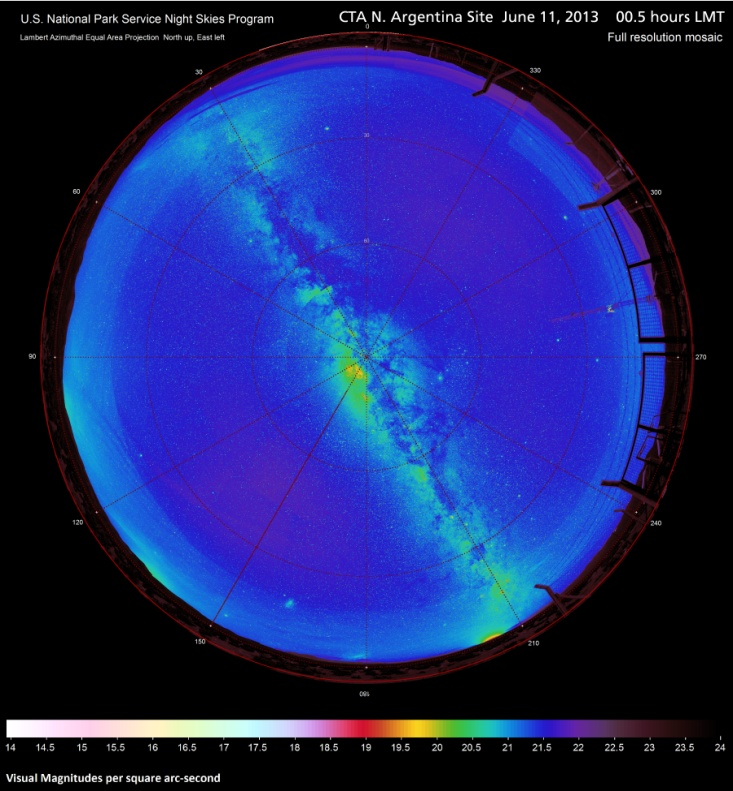 U.S. National Park Service Night Skies Program
CTA N. Argentina Site June 11, 2013 00.5 hours LMT
Lambert Azimuthal Equal Area Projection North up, East left
Full resolution mosaic
0
30
330
30
60
300
60
90
270
120
240
150
210
180
14 14.5 15 15.5 16 16.5 17 17.5 18 18.5 19 19.5 20 20.5 21 21.5 22 22.5 23 23.5 24
Visual Magnitudes per square arc-second